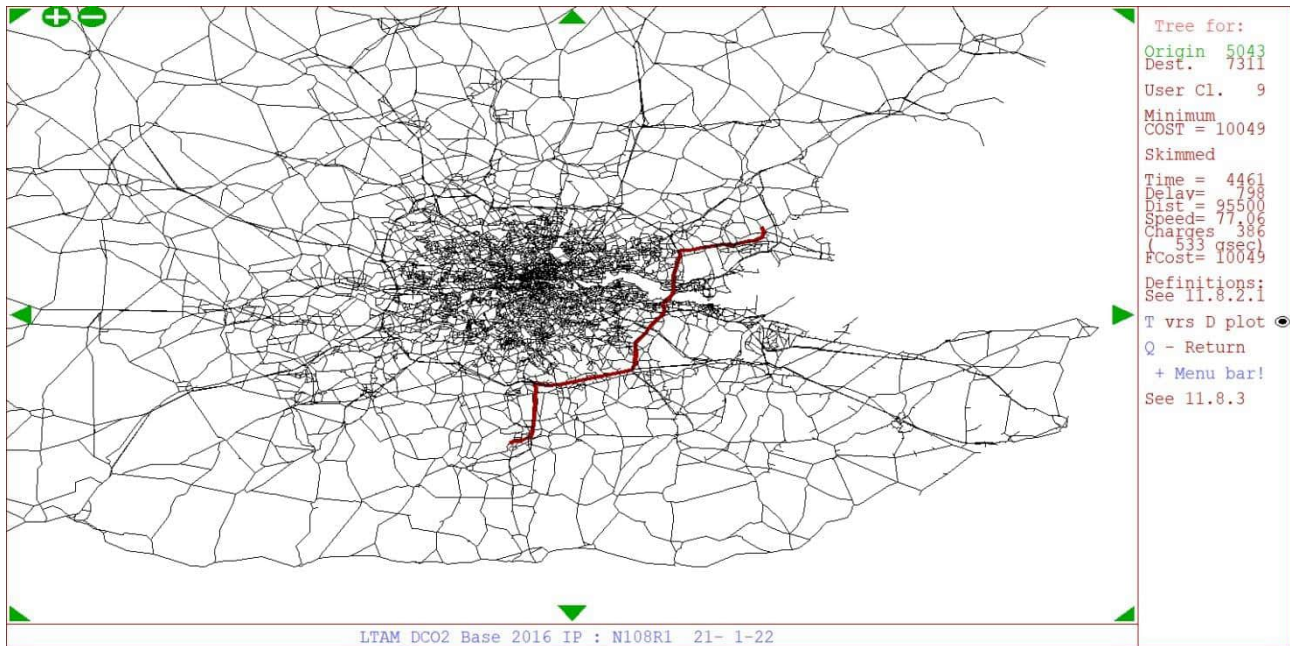 Tree for:
Origin 5043
Dest. 7311
User Cl. 9
Minimum
COST = 10049
Skimmed
Time = 4461
Delay= 798
Dist = 95500
Speed= 77.06
Charges 386
( 533 gsec)
FCost= 10049
Definitions:
See 11.8.2.1
T vrs D plot
Q - Return
+ Menu bar!
See 11.8.3
LTAM DCO2 Base 2016 IP : N108R1 21- 1-22